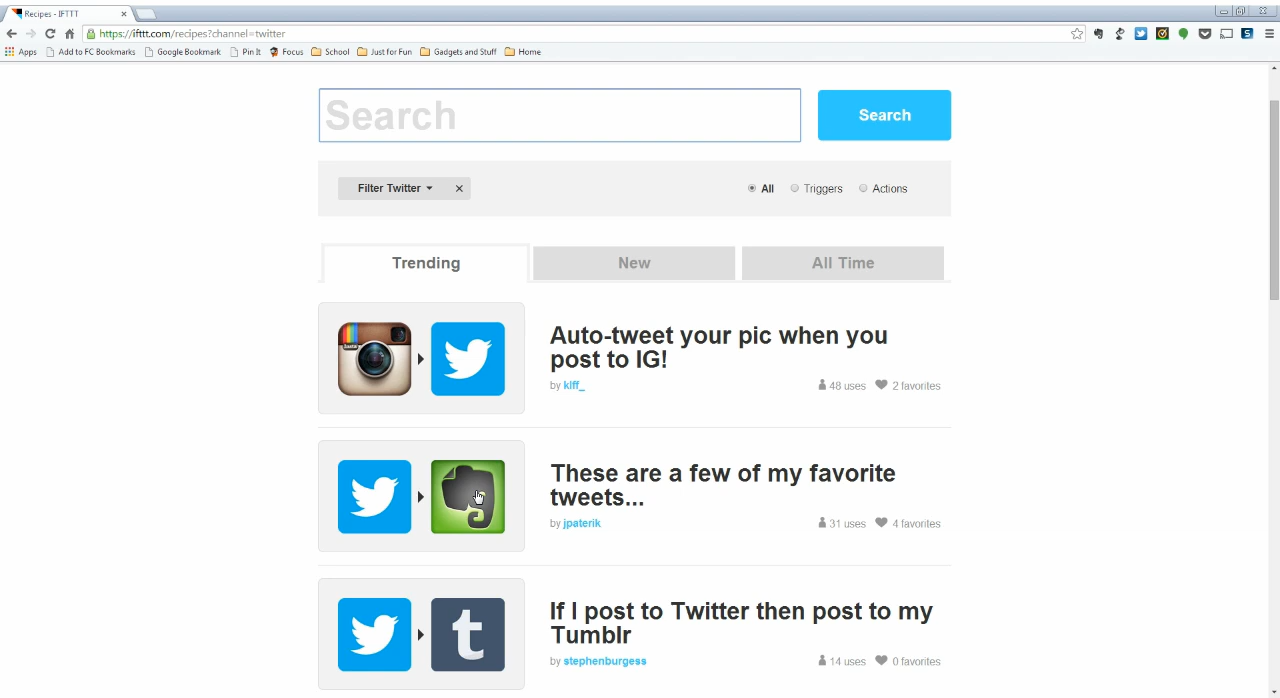 Recipes - IFTTT
https://ifttt.com/recipes?channel=twitter
Apps Add to FC Bookmarks Google Bookmark Pin It Focus School Just for Fun Gadgets and Stuff Home
Search Search
Filter Twitter All Triggers Actions
Trending New All Time
Auto-tweet your pic when you
post to IG!
by kiff_ 48 uses 2 favorites
These are a few of my favorite
tweets...
by jpaterik 31 uses 4 favorites
If I post to Twitter then post to my
Tumblr
by stephenburgess 14 uses 0 favorites